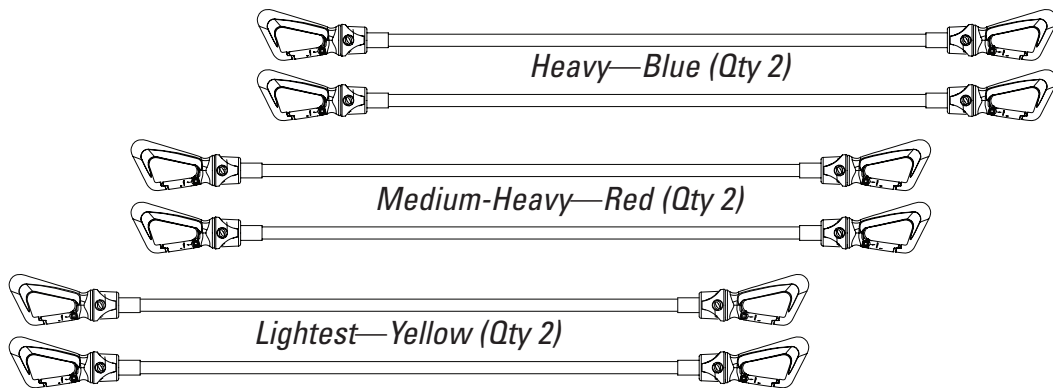 Heavy—Blue (Qty 2)
Medium-Heavy—Red (Qty 2)
Lightest—Yellow (Qty 2)